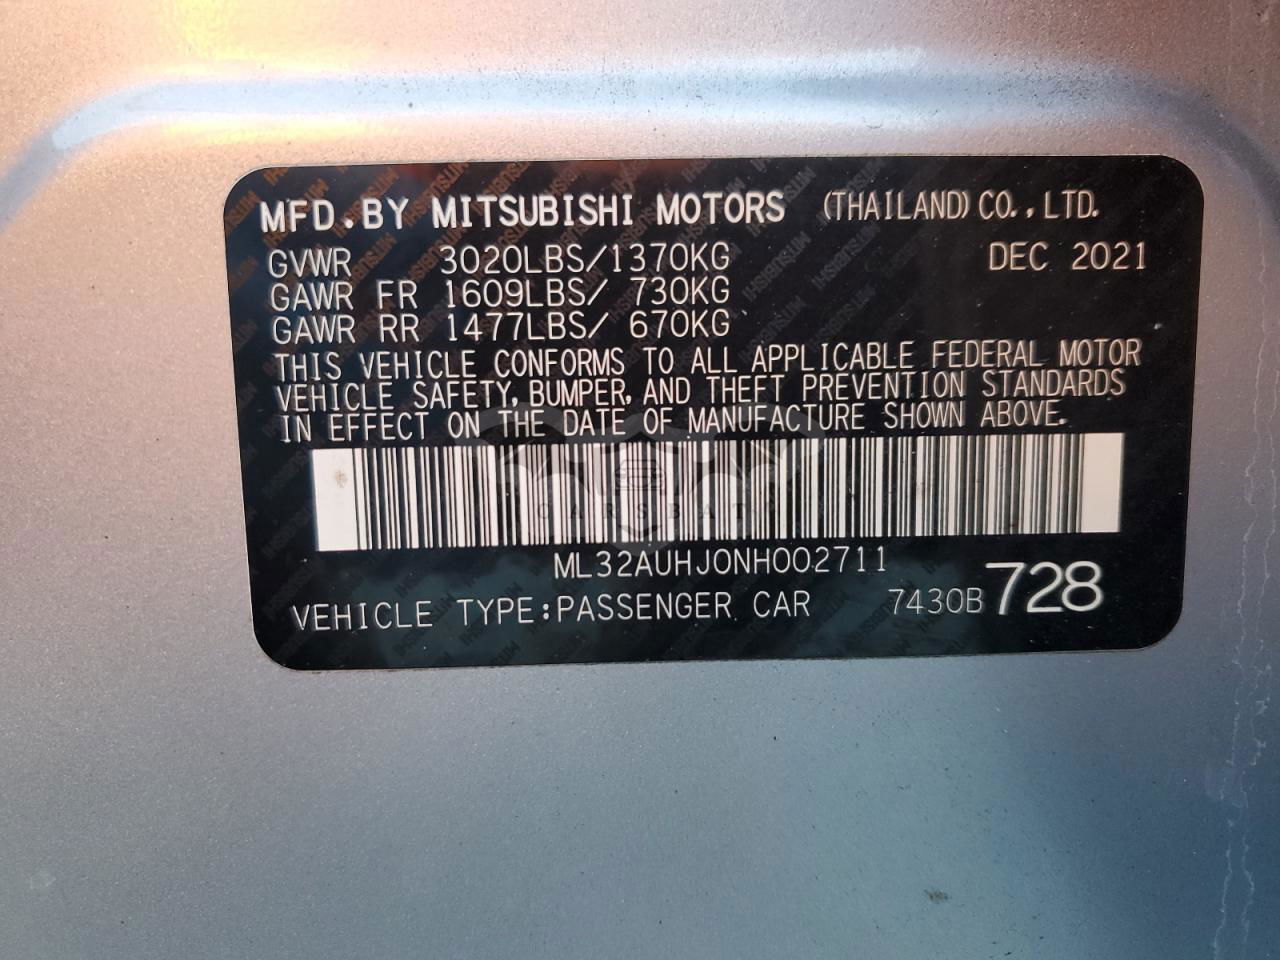 MFD.BY MITSUBISHI MOTORS (THAILAND) CO.,LTD.
GVWR 3020LBS/1370KG DEC 2021
GAWR FR 1609LBS/ 730KG
GAWR RR 1477LBS/ 670KG
THIS VEHICLE CONFORMS TO ALL APPLICABLE FEDERAL MOTOR
VEHICLE SAFETY, BUMPER, AND THEFT PREVENTION STANDARDS
IN EFFECT ON THE DATE OF MANUFACTURE SHOWN ABOVE.
CARSBAT
ML32AUHJ0NH002711
VEHICLE TYPE:PASSENGER CAR 7430B 728